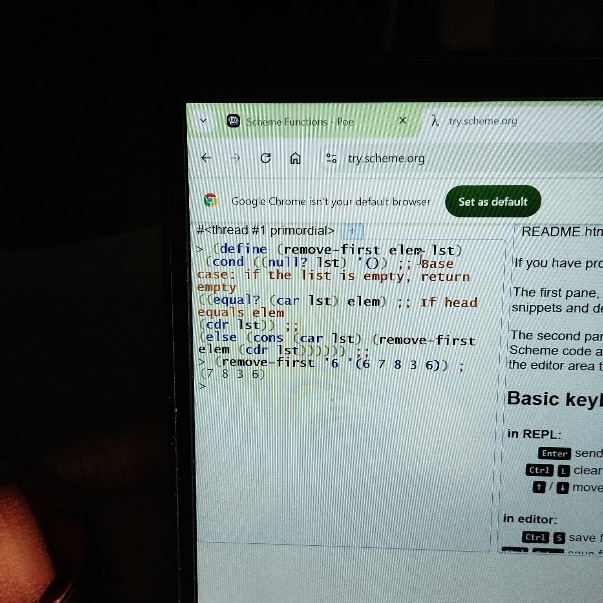 Scheme Functions - Poe
try.scheme.org
try.scheme.org
Google Chrome isn't your default browser
Set as default
#<thread #1 primordial>
> (define (remove-first elem lst)
(cond ((null? lst) '()) ;; Base
case: if the list is empty, return
empty
((equal? (car lst) elem) ;; If head
equals elem
(cdr lst)) ;;
(else (cons (car lst) (remove-first
elem (cdr lst)))))) ;;
> (remove-first '6 '(6 7 8 3 6)) ;
(7 8 3 6)
>
README.htm
If you have pro
The first pane,
snippets and de
The second par
Scheme code a
the editor area t
Basic keyl
in REPL:
Enter send
Ctrl L clear
↑ / ↓ move
in editor:
Ctrl S save f